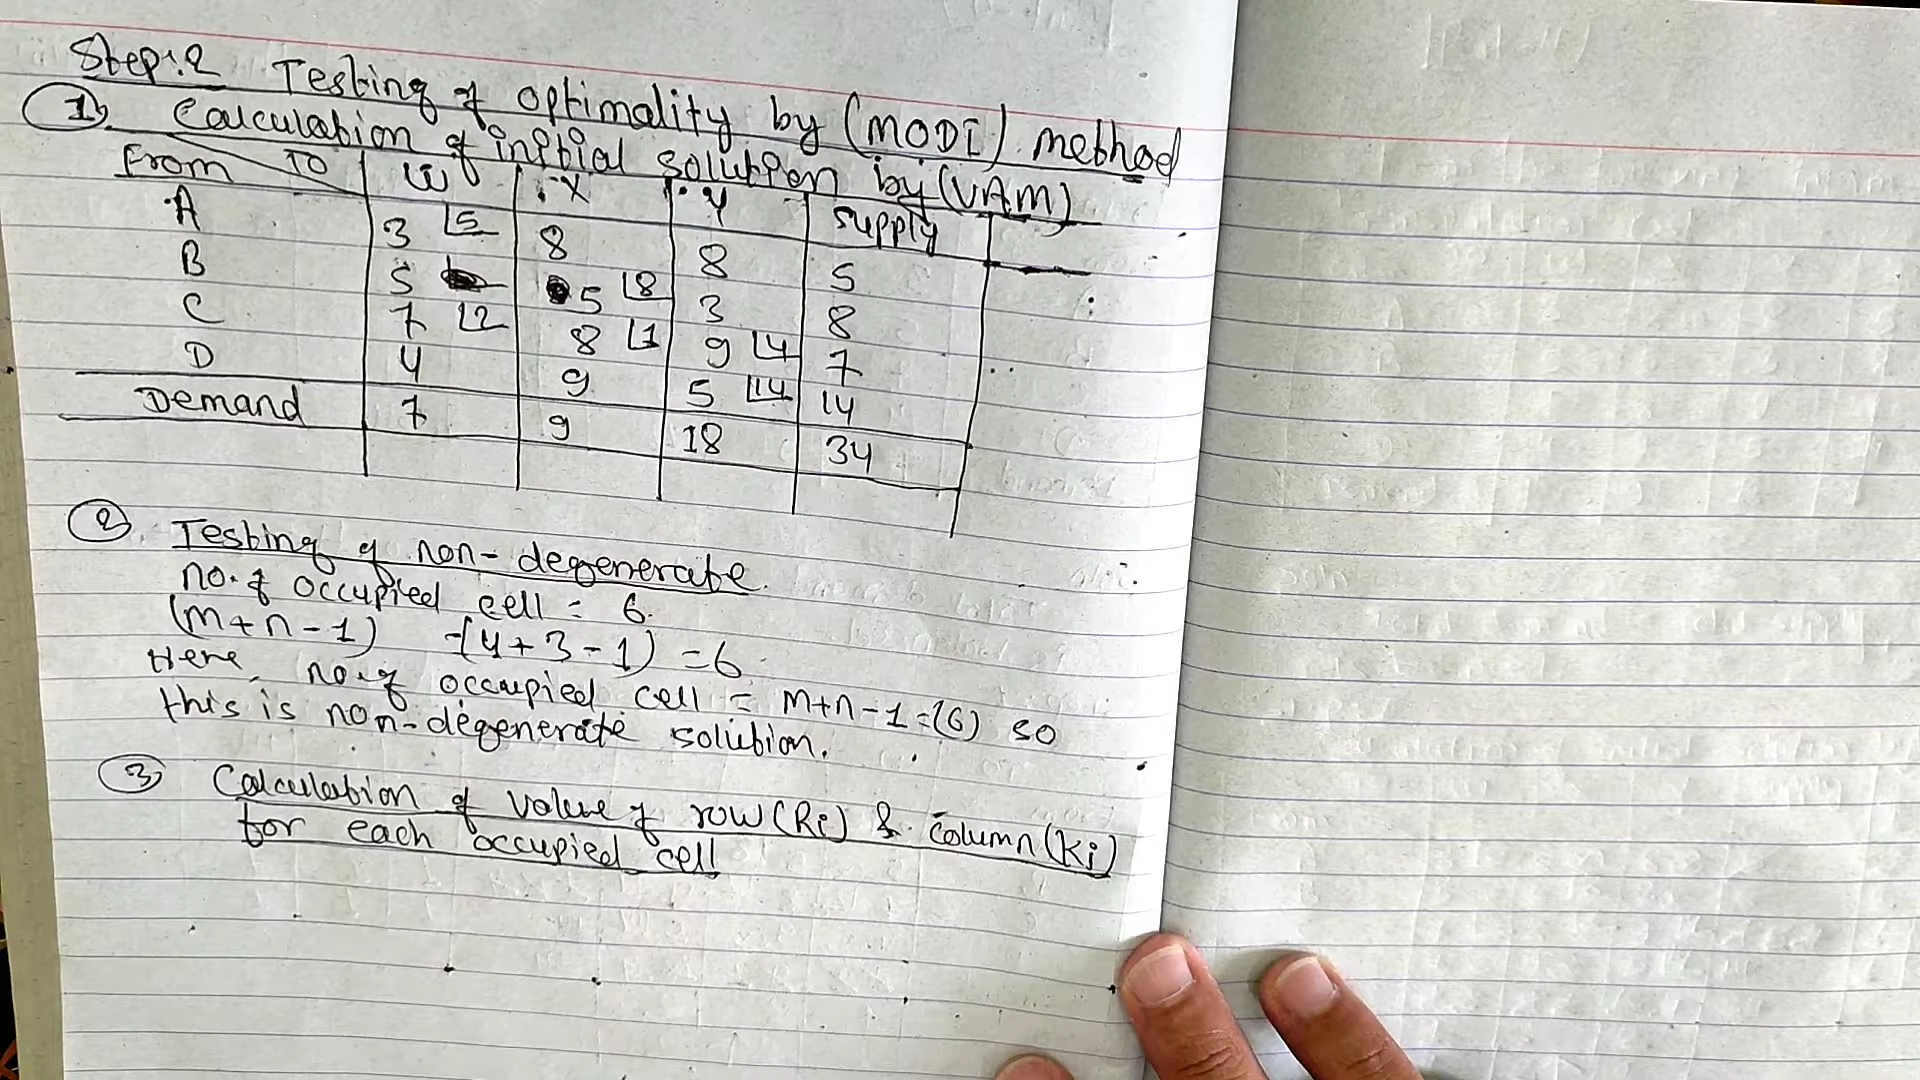 Step:2 Testing of optimality by (MODI) method
1) Calculation of initial solution by (VAM)
From TO W X Y supply
A 3 5 8 8 5
B 5 5 8 3 8
C 7 2 8 1 9 4 7
D 4 9 5 14 14
Demand 7 9 18 34
2 Testing of non-degenerate.
no. of occupied cell = 6.
(m+n-1) -(4+3-1) = 6.
Here, no. of occupied cell = m+n-1=(6) so
this is non-degenerate solution.
3) Calculation of value of row (Ri) & column (Ki)
for each occupied cell